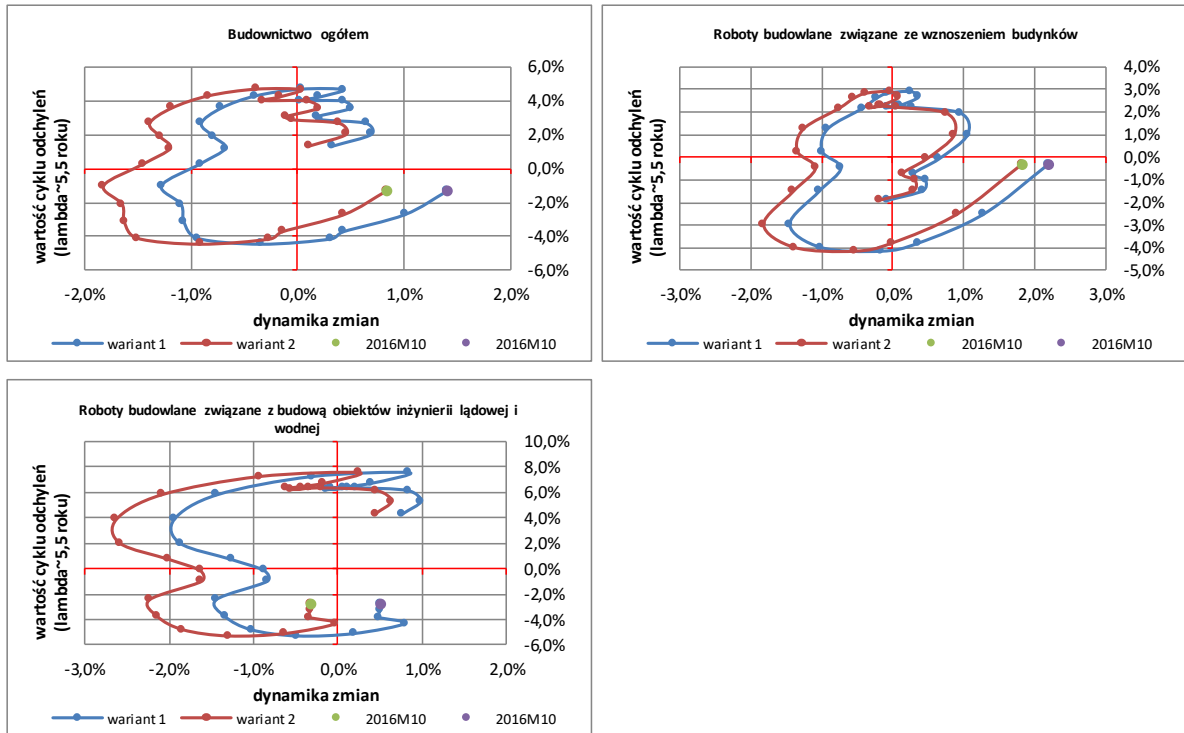 Budownictwo ogółem
wartość cyklu odchyleń
(lambda~5,5 roku)
6,0%
4,0%
2,0%
0,0%
-2,0%
-4,0%
-6,0%
-2,0% -1,0% 0,0% 1,0% 2,0%
dynamika zmian
wariant 1 wariant 2 2016M10 2016M10
Roboty budowlane związane ze wznoszeniem budynków
wartość cyklu odchyleń
(lambda~5,5 roku)
4,0%
3,0%
2,0%
1,0%
0,0%
-1,0%
-2,0%
-3,0%
-4,0%
-5,0%
-3,0% -2,0% -1,0% 0,0% 1,0% 2,0% 3,0%
dynamika zmian
wariant 1 wariant 2 2016M10 2016M10
Roboty budowlane związane z budową obiektów inżynierii lądowej i
wodnej
wartość cyklu odchyleń
(lambda~5,5 roku)
10,0%
8,0%
6,0%
4,0%
2,0%
0,0%
-2,0%
-4,0%
-6,0%
-3,0% -2,0% -1,0% 0,0% 1,0% 2,0%
dynamika zmian
wariant 1 wariant 2 2016M10 2016M10